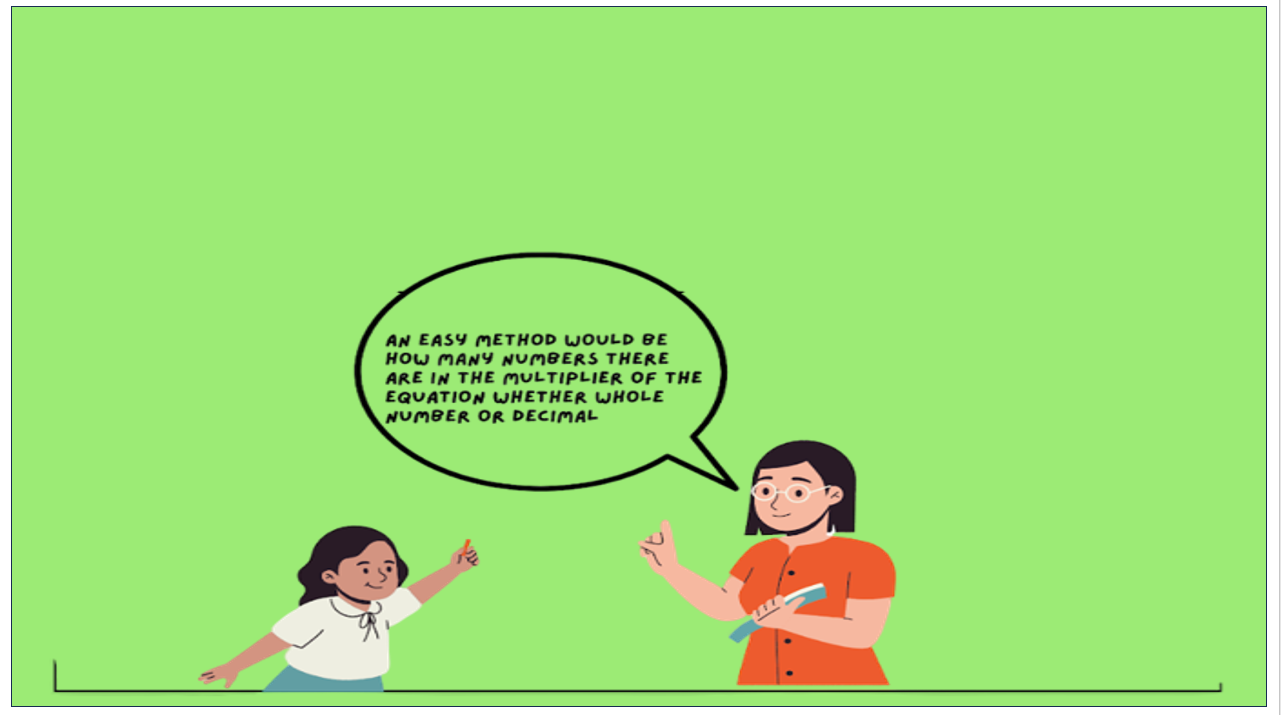 AN EASY METHOD WOULD BE
HOW MANY NUMBERS THERE
ARE IN THE MULTIPLIER OF THE
EQUATION WHETHER WHOLE
NUMBER OR DECIMAL